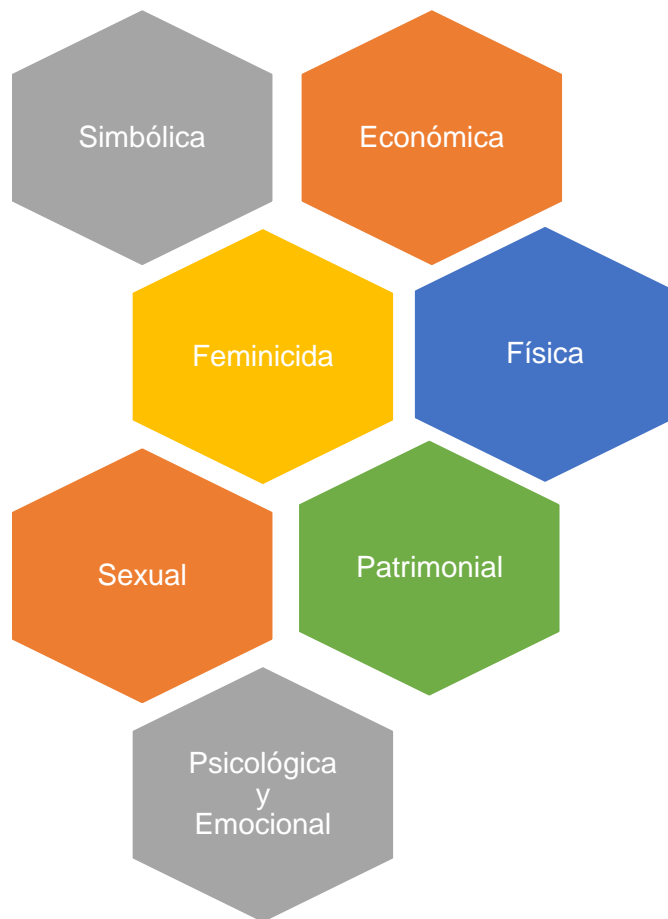 Simbólica
Económica
Feminicida
Física
Sexual
Patrimonial
Psicológica
y
Emocional